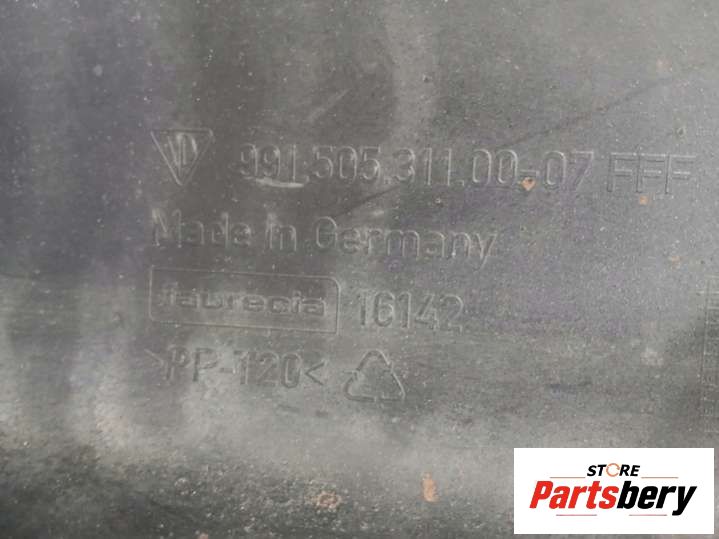 991.505.311.00-07 FFF
Made in Germany
faurecia 16142
>PP-T20<
STORE
Partsbery